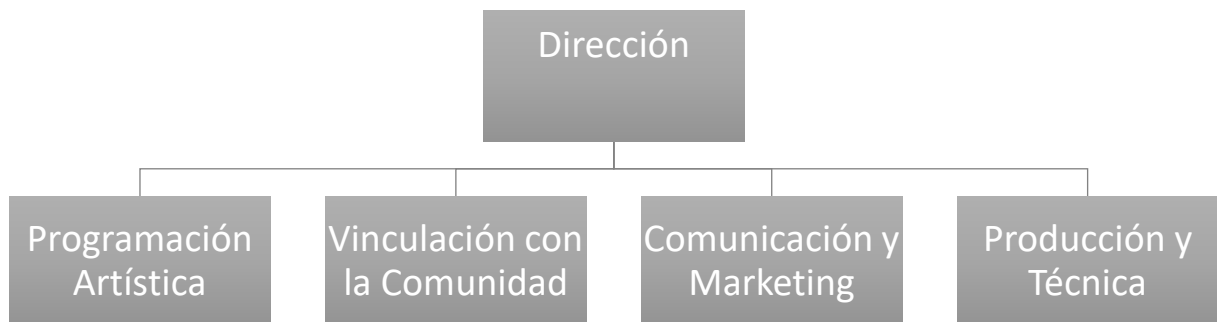 Dirección
Programación
Artística
Vinculación con
la Comunidad
Comunicación y
Marketing
Producción y
Técnica